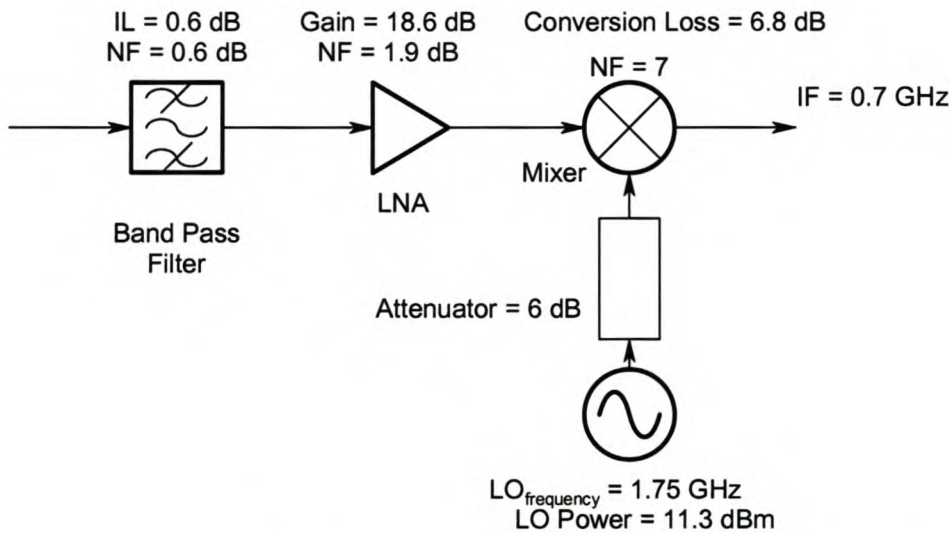 IL = 0.6 dB
NF = 0.6 dB
Gain = 18.6 dB
NF = 1.9 dB
Conversion Loss = 6.8 dB
NF = 7
IF = 0.7 GHz
Mixer
LNA
Band Pass
Filter
Attenuator = 6 dB
LOfrequency = 1.75 GHz
LO Power = 11.3 dBm